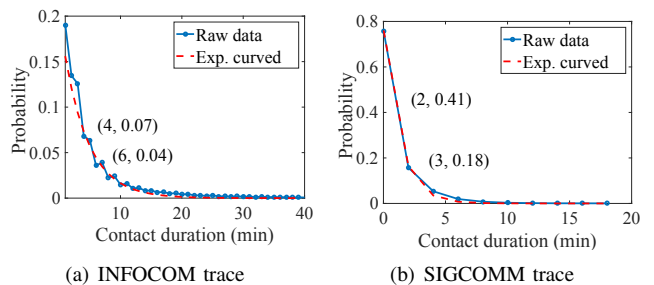 0.2
0.15
0.1
0.05
0
Probability
Raw data
Exp. curved
(4, 0.07)
(6, 0.04)
10 20 30 40
Contact duration (min)
(a) INFOCOM trace
0.8
0.6
0.4
0.2
0
Probability
Raw data
Exp. curved
(2, 0.41)
(3, 0.18)
0 5 10 15 20
Contact duration (min)
(b) SIGCOMM trace